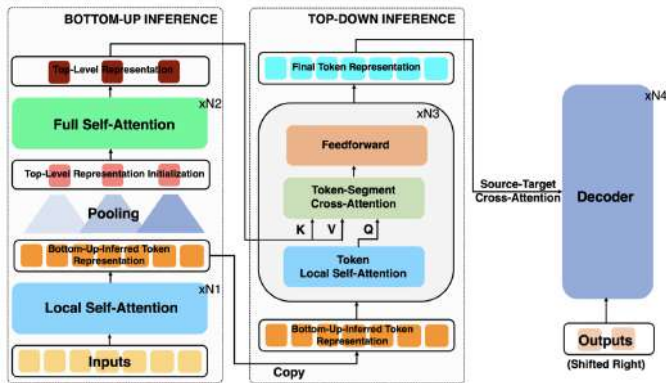 BOTTOM-UP INFERENCE
Top-Level Representation
xN2
Full Self-Attention
Top-Level Representation Initialization
Pooling
Bottom-Up-Inferred Token
Representation
xN1
Local Self-Attention
Inputs
TOP-DOWN INFERENCE
Final Token Representation
xN3
Feedforward
Token-Segment
Cross-Attention
K
V
Q
Token
Local Self-Attention
Bottom-Up-Inferred Token
Representation
Copy
Source-Target
Cross-Attention
xN4
Decoder
Outputs
(Shifted Right)